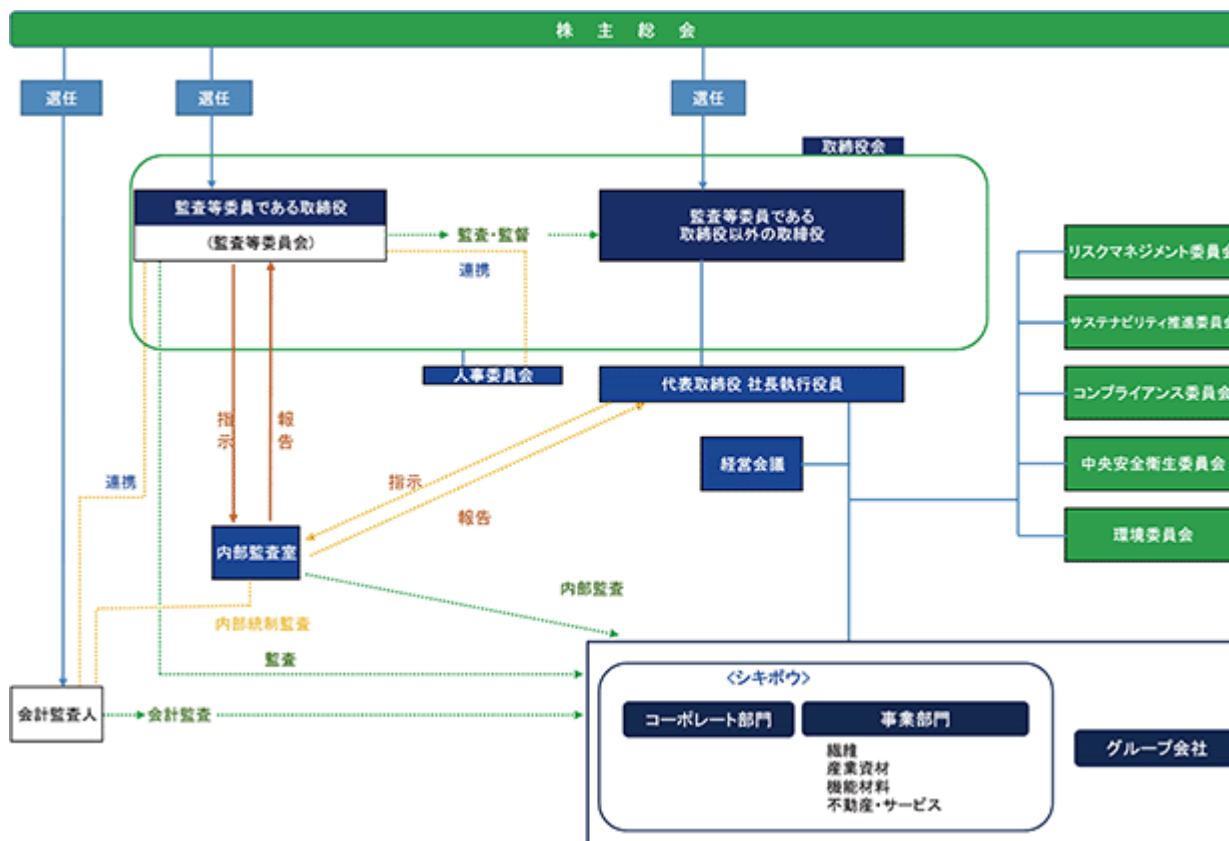 株主総会
選任
選任
選任
取締役会
監査等委員である取締役
(監査等委員会)
監査・監督
連携
監査等委員である
取締役以外の取締役
人事委員会
代表取締役 社長執行役員
リスクマネジメント委員会
サステナビリティ推進委員会
コンプライアンス委員会
中央安全衛生委員会
環境委員会
経営会議
指示
報告
指示
報告
連携
内部監査室
内部監査
内部統制監査
監査
会計監査人
会計監査
<シキボウ>
コーポレート部門
事業部門
繊維
産業資材
機能材料
不動産・サービス
グループ会社